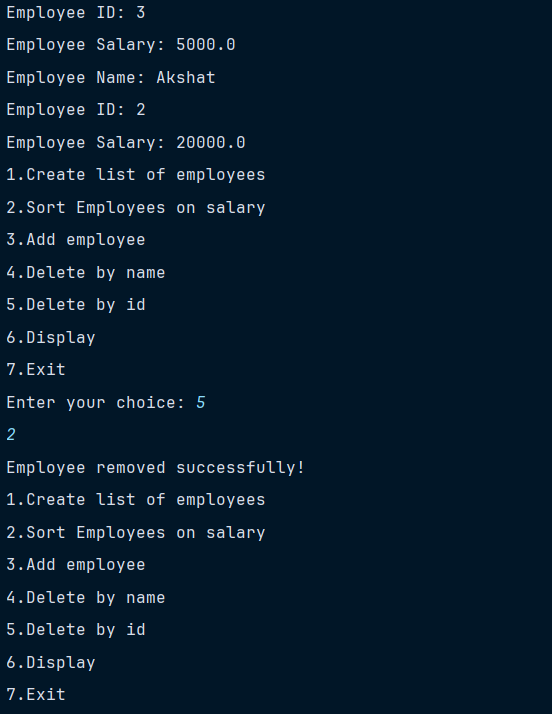 Employee ID: 3
Employee Salary: 5000.0
Employee Name: Akshat
Employee ID: 2
Employee Salary: 20000.0
1.Create list of employees
2.Sort Employees on salary
3.Add employee
4.Delete by name
5.Delete by id
6.Display
7.Exit
Enter your choice: 5
2
Employee removed successfully!
1.Create list of employees
2.Sort Employees on salary
3.Add employee
4.Delete by name
5.Delete by id
6.Display
7.Exit